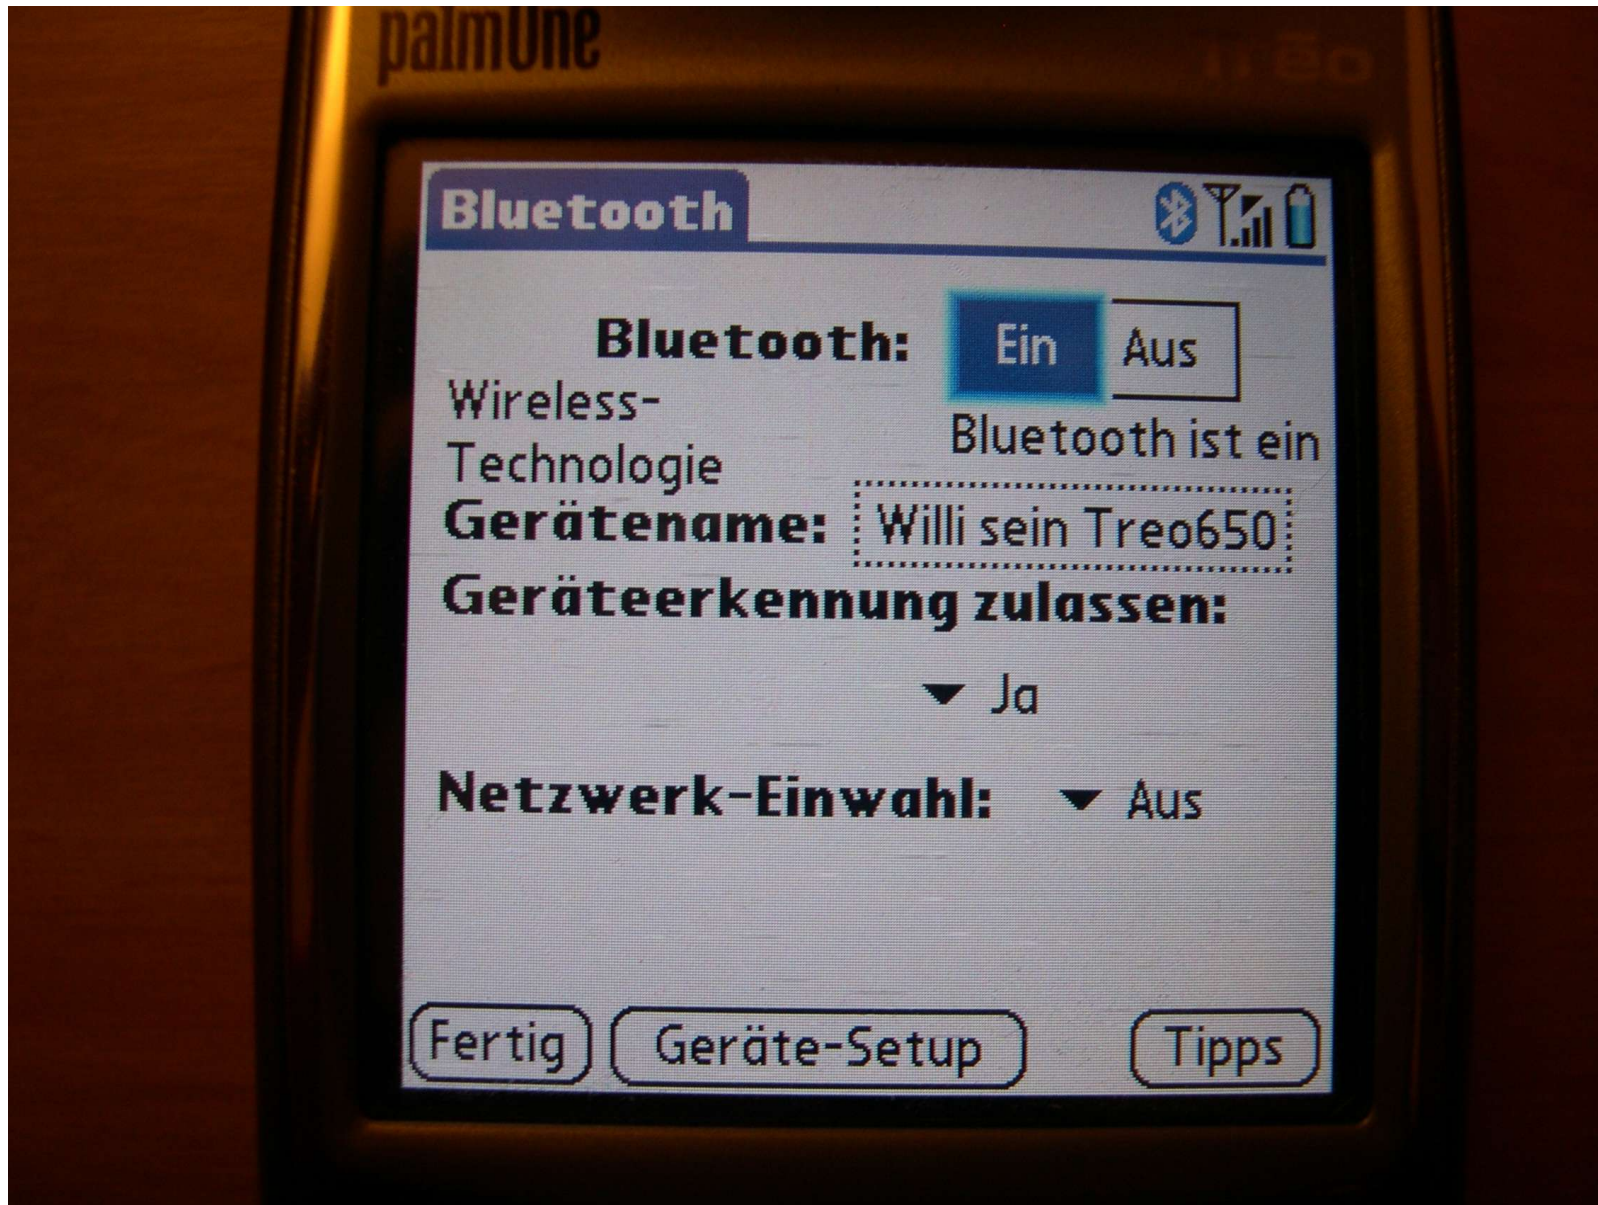 palmOne
Treo
Bluetooth
Bluetooth: Ein Aus
Wireless-
Technologie
Bluetooth ist ein
Gerätename: Willi sein Treo650
Geräteerkennung zulassen:
Ja
Netzwerk-Einwahl: Aus
Fertig Geräte-Setup Tipps